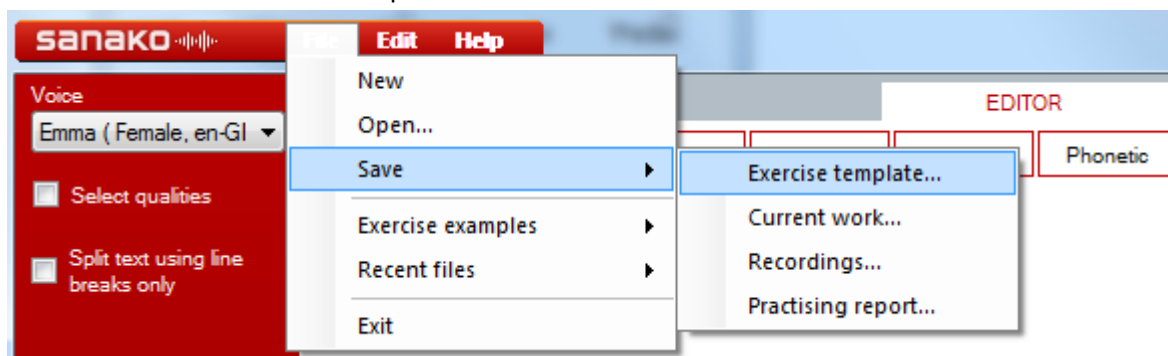 sanako File Edit Help
Voice
Emma ( Female, en-GI
Select qualities
Split text using line
breaks only
New
Open...
Save
Exercise examples
Recent files
Exit
Exercise template...
Current work...
Recordings...
Practising report...
EDITOR
Phonetic